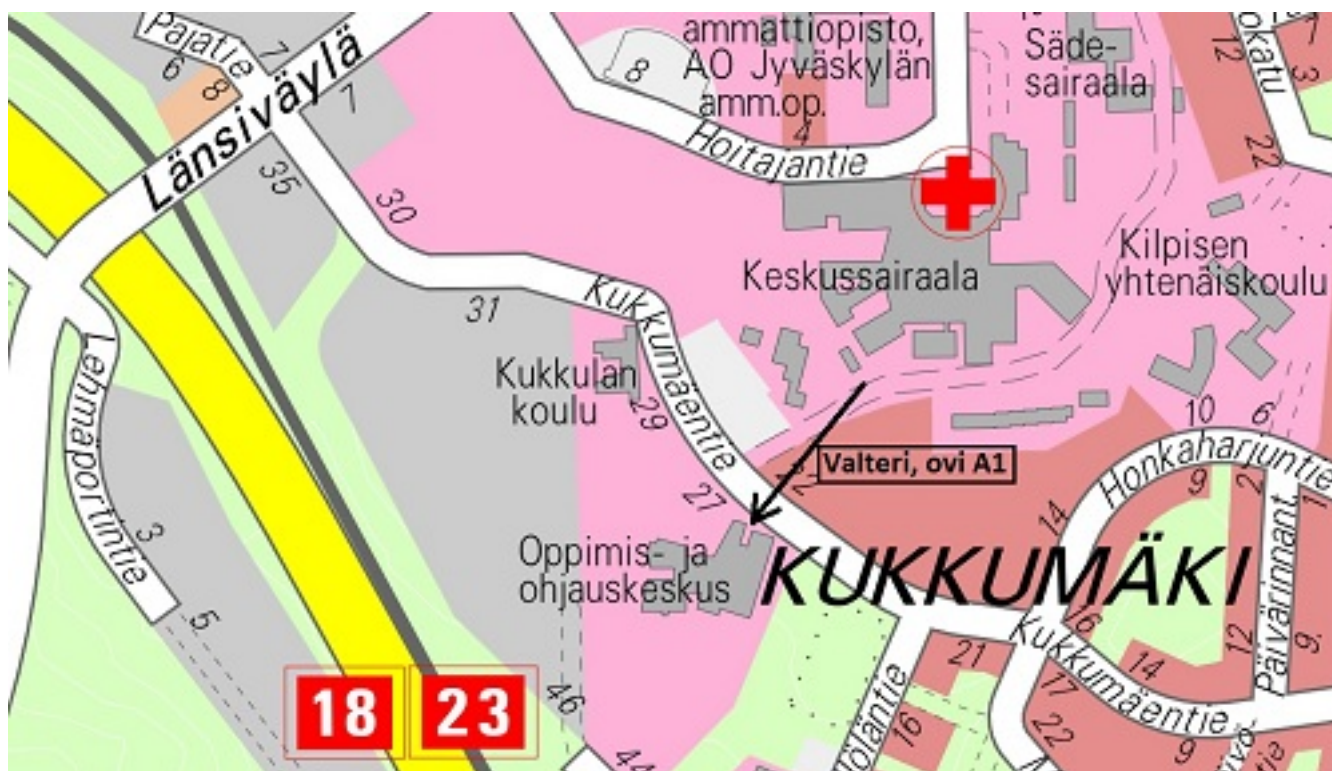 Pajatie
6
7
8
Länsiväylä
7
35
30
31
8
ammattiopisto,
AO Jyväskylän
amm.op.
4
Hoitajantie
Säde-
sairaala
12
3
22
Keskussairaala
Kilpisen
yhtenäiskoulu
Kukkumäentie
Kukkulan
koulu
29
27
Valteri, ovi A1
Oppimis- ja
ohjauskeskus
KUKKUMÄKI
Lehmäportintie
3
5
18
23
46
44
10
6
Honkaharjuntie
9
2
1
14
Päivärinnant.
16
12
9
Kukkumäentie
21
14
17
22
9
16